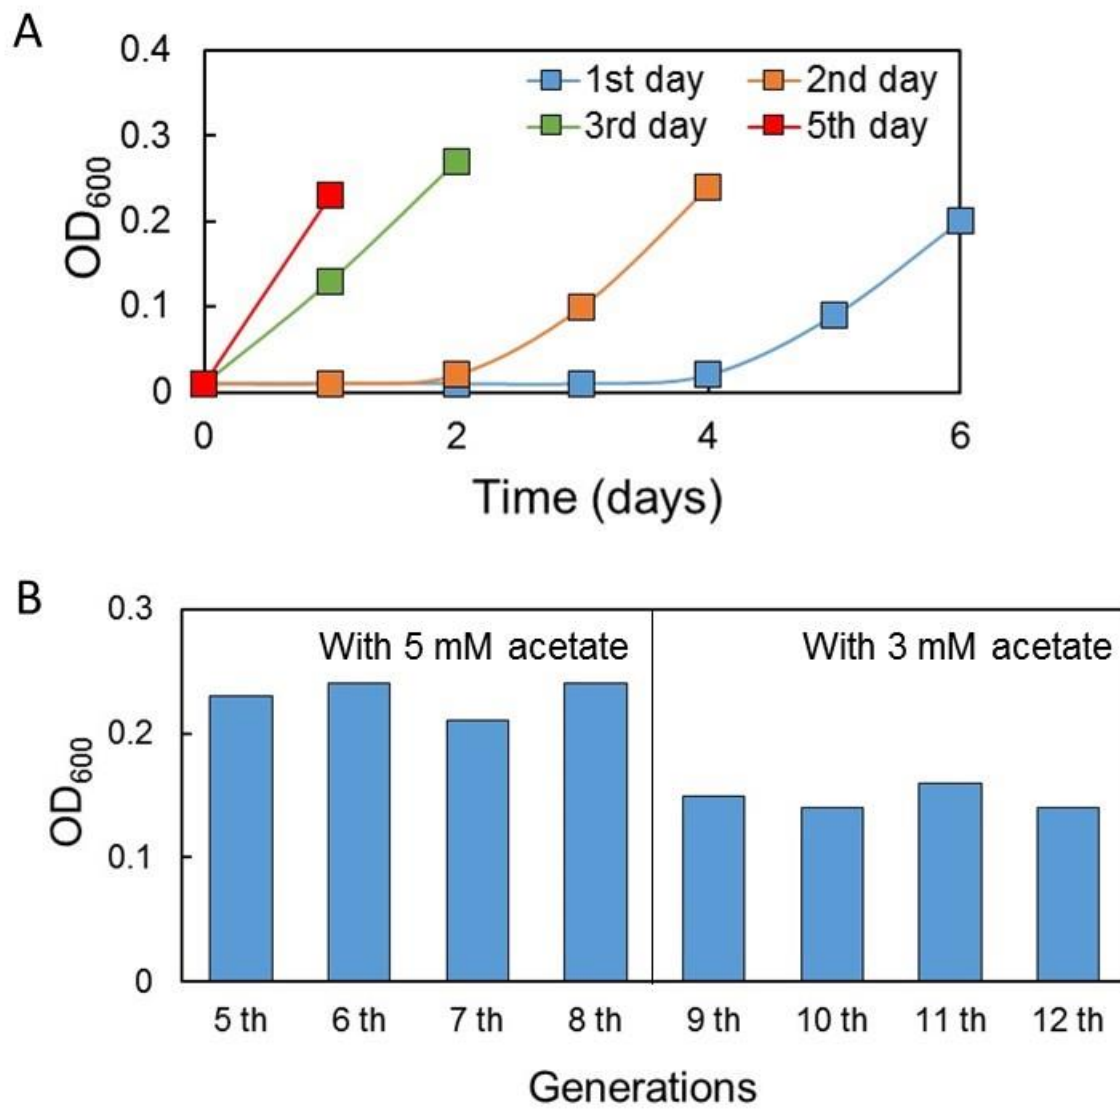 A
0.4
1st day 2nd day
0.3
3rd day 5th day
OD600
0.2
0.1
0
0 2 4 6
Time (days)
B
0.3
With 5 mM acetate With 3 mM acetate
0.2
OD600
0.1
0
5 th 6 th 7 th 8 th 9 th 10 th 11 th 12 th
Generations